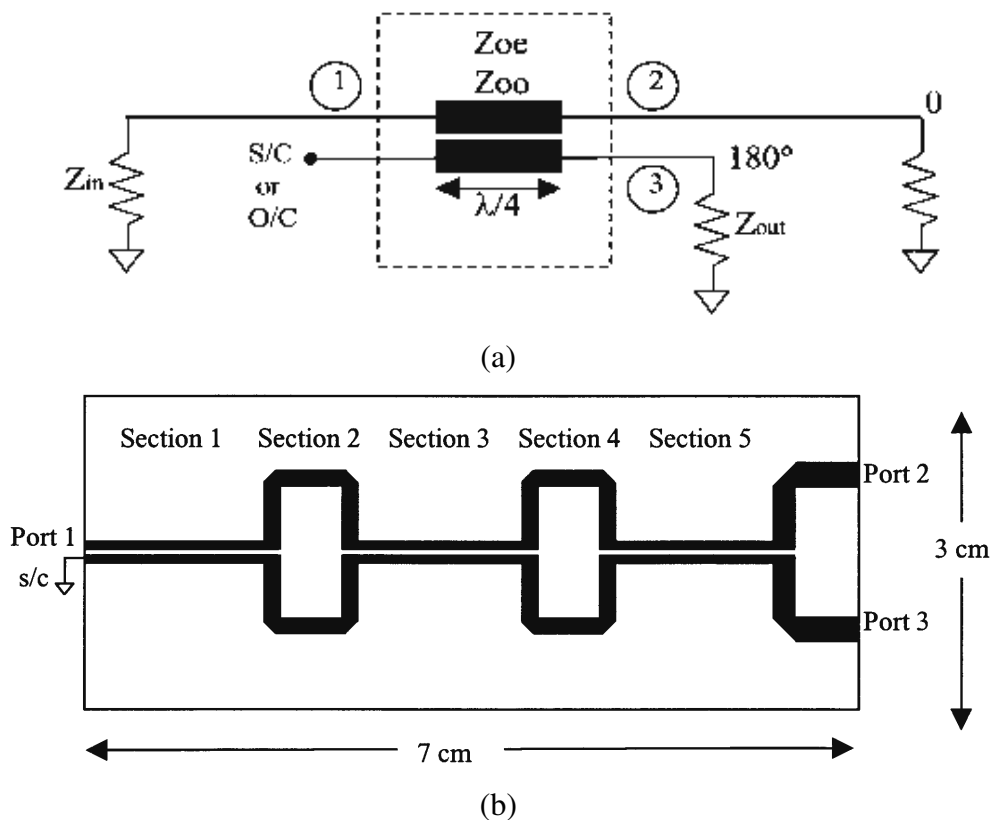 Zoe
Zoo
1
2
0
S/C
or
O/C
Zin
λ/4
180°
3
Zout
(a)
Section 1 Section 2 Section 3 Section 4 Section 5
Port 2
Port 1
s/c
3 cm
Port 3
7 cm
(b)